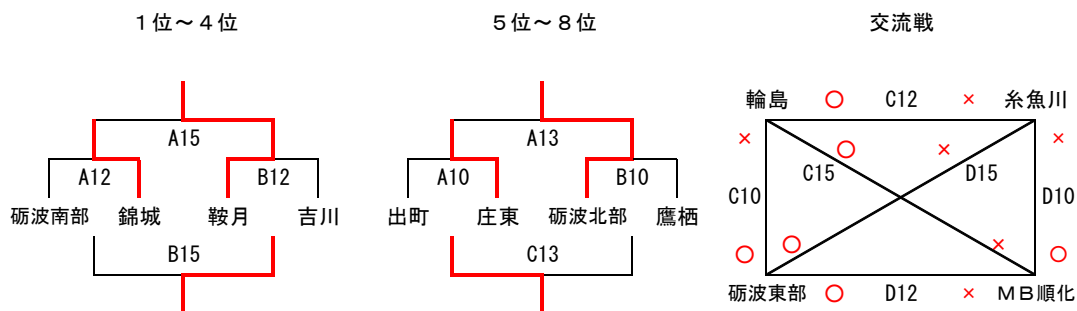 １位～４位 ５位～８位 交流戦
輪島 ○ C12 × 糸魚川
A15 A13 × ×
○ ×
A12 B12 A10 B10 C15 D15
C10 D10
砺波南部 錦城 鞍月 吉川 出町 庄東 砺波北部 鷹栖
B15 C13 ○ ○ × ○
砺波東部 ○ D12 × ＭＢ順化